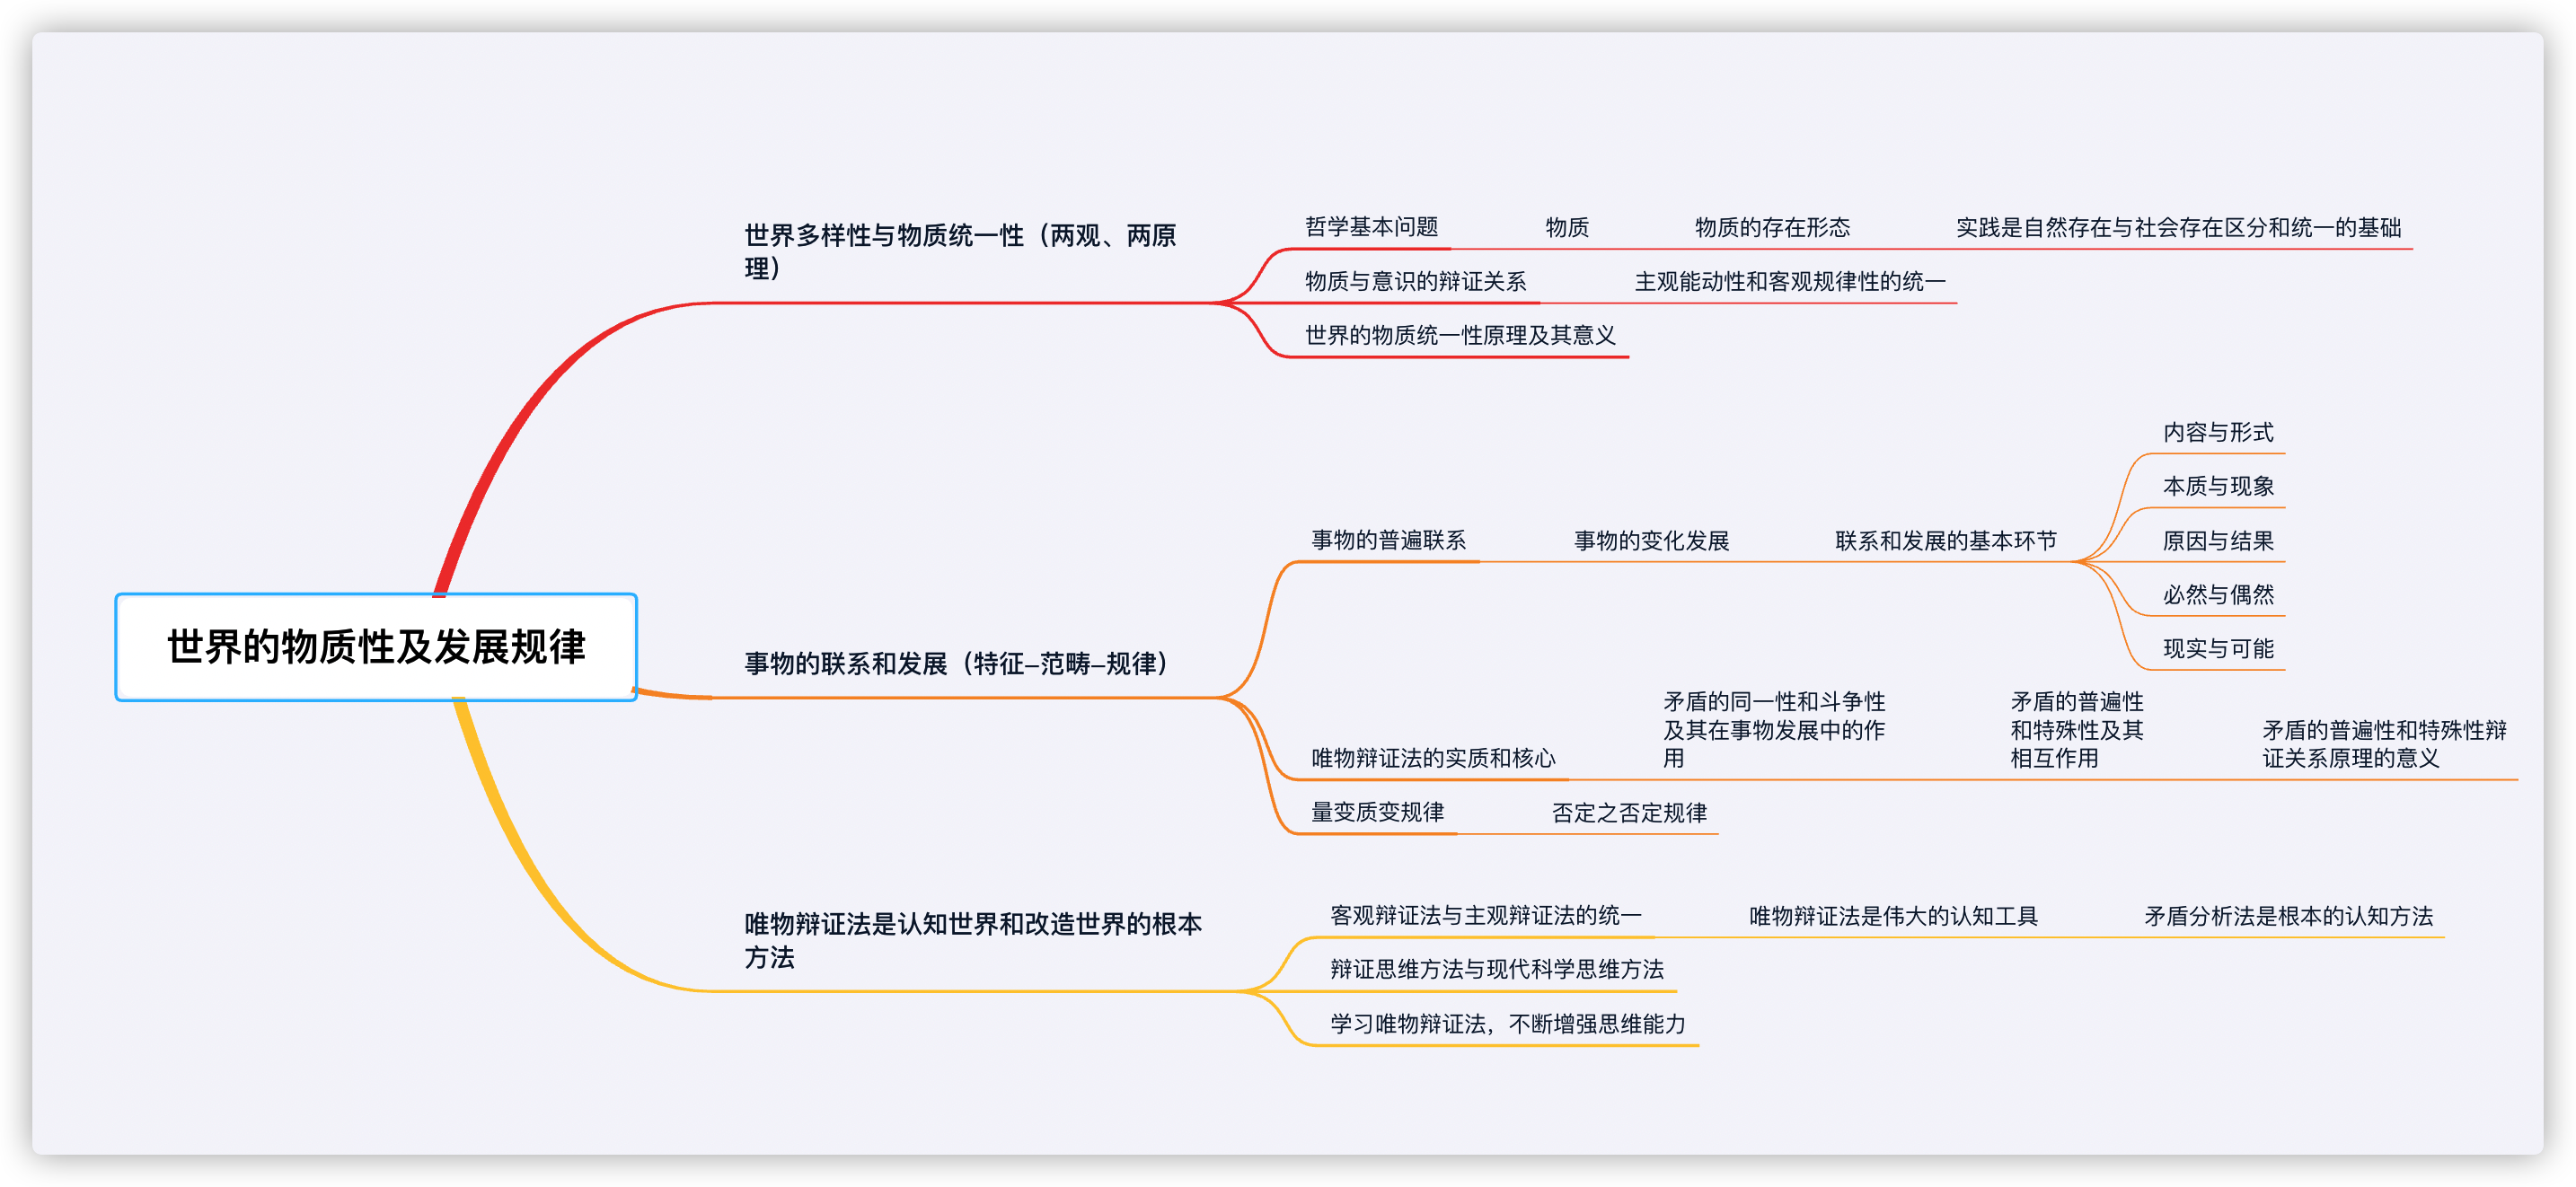 世界的物质性及发展规律
世界多样性与物质统一性（两观、两原
理）
哲学基本问题
物质
物质的存在形态
实践是自然存在与社会存在区分和统一的基础
物质与意识的辩证关系
主观能动性和客观规律性的统一
世界的物质统一性原理及其意义
事物的联系和发展（特征–范畴–规律）
事物的普遍联系
事物的变化发展
联系和发展的基本环节
内容与形式
本质与现象
原因与结果
必然与偶然
现实与可能
唯物辩证法的实质和核心
矛盾的同一性和斗争性
及其在事物发展中的作
用
矛盾的普遍性
和特殊性及其
相互作用
矛盾的普遍性和特殊性辩
证关系原理的意义
量变质变规律
否定之否定规律
唯物辩证法是认知世界和改造世界的根本
方法
客观辩证法与主观辩证法的统一
唯物辩证法是伟大的认知工具
矛盾分析法是根本的认知方法
辩证思维方法与现代科学思维方法
学习唯物辩证法，不断增强思维能力